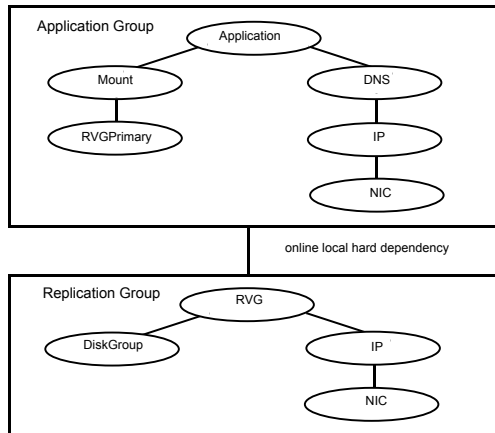 Application Group
Application
Mount
DNS
RVGPrimary
IP
NIC
online local hard dependency
Replication Group
RVG
DiskGroup
IP
NIC